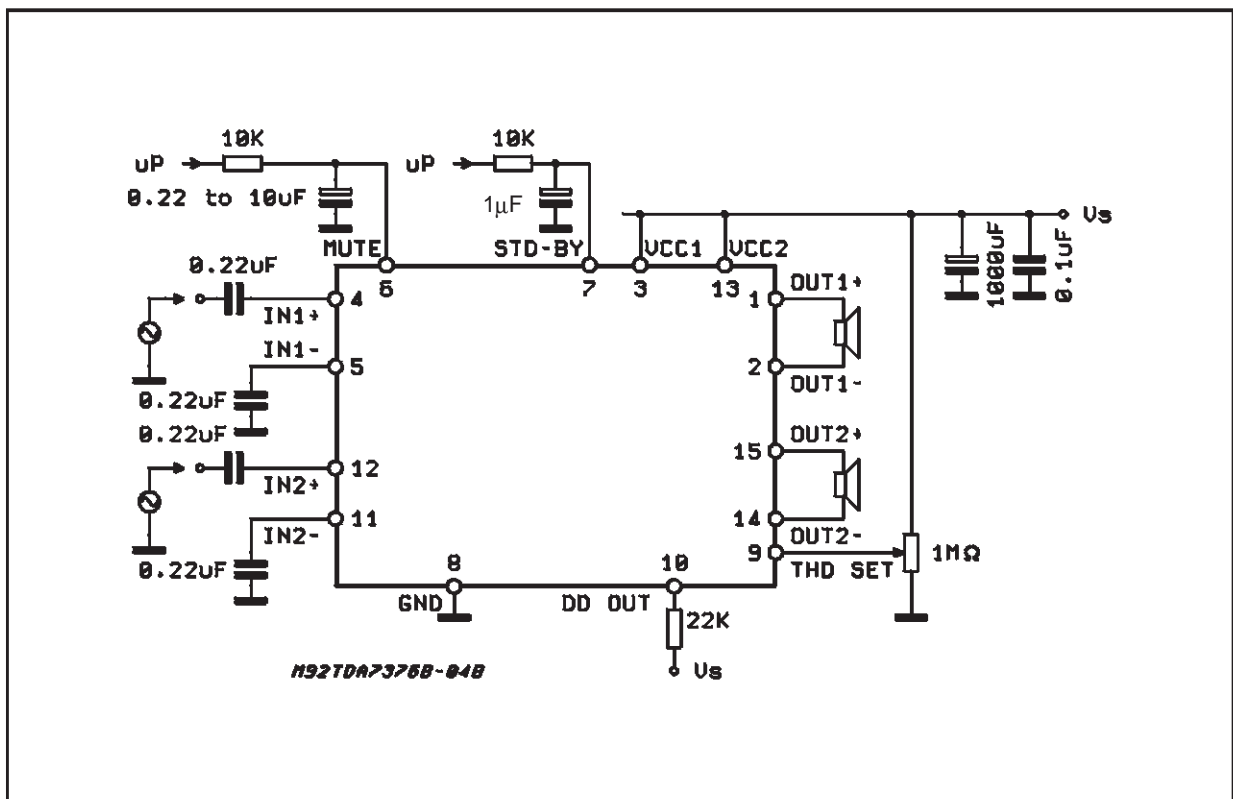 10K
10K
uP
uP
0.22 to 10uF
1µF
Vs
MUTE
STD-BY
VCC1
VCC2
1000uF
0.1uF
0.22uF
6
7
3
13
OUT1+
4
1
IN1+
IN1-
5
2
OUT1-
0.22uF
0.22uF
OUT2+
15
12
IN2+
14
11
OUT2-
IN2-
9
1MΩ
0.22uF
8
10
THD SET
GND
DD OUT
22K
M92TDA7376B-04B
Vs